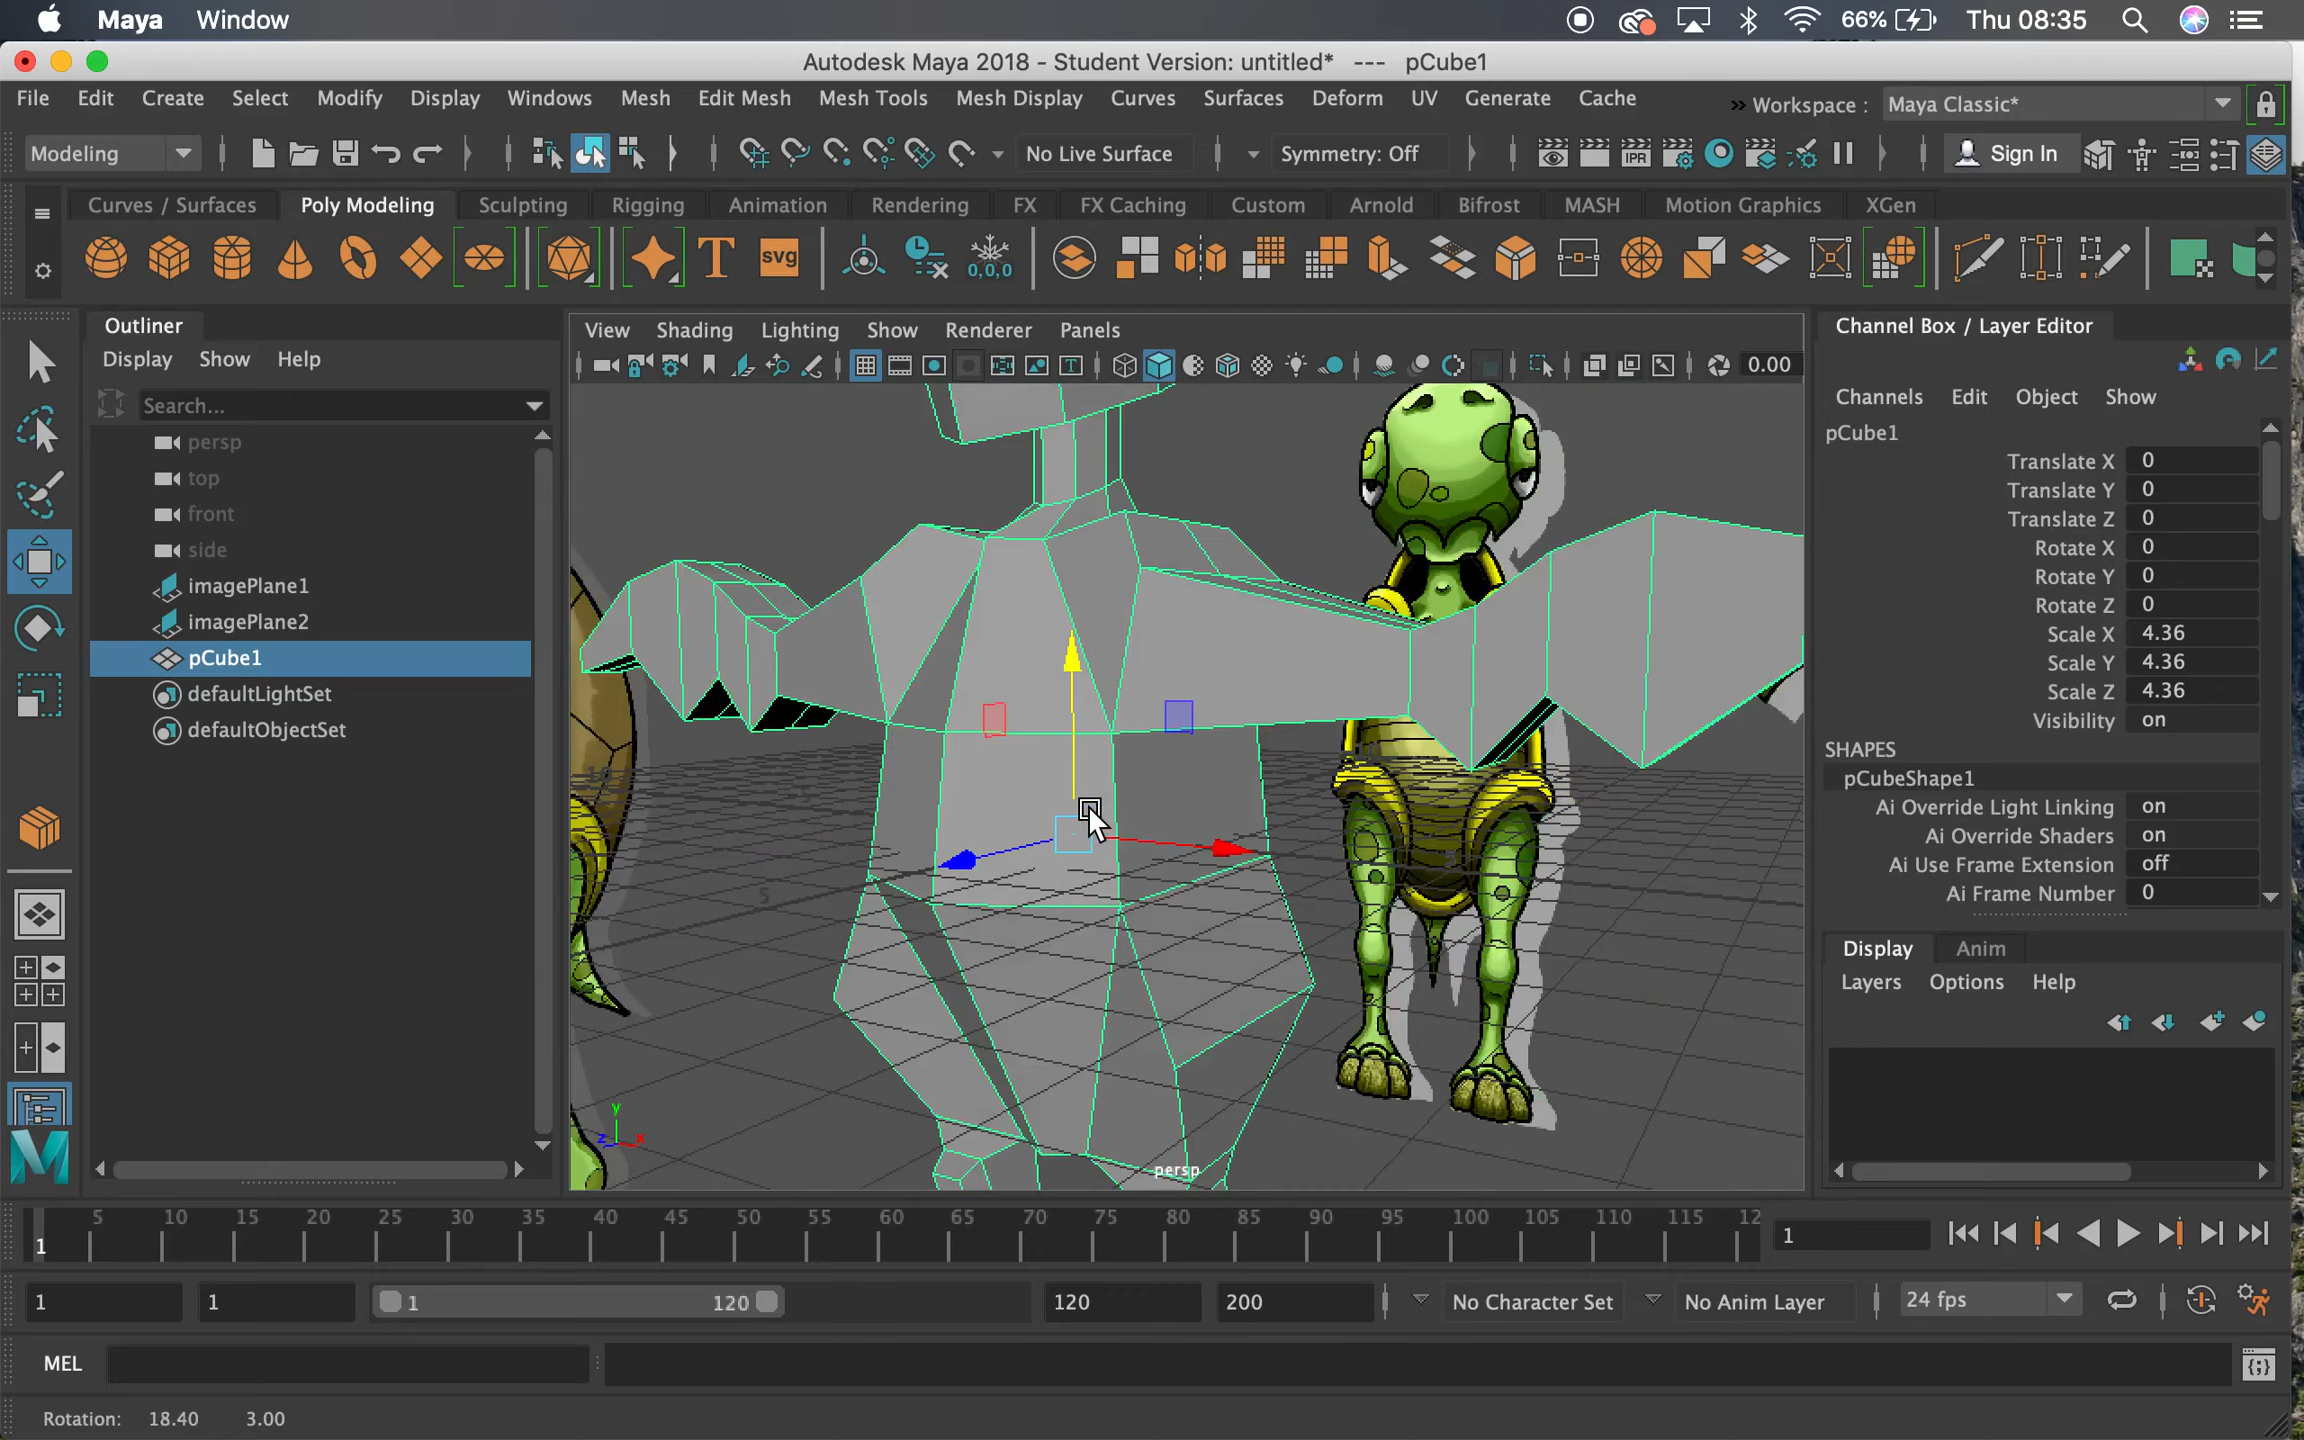 Maya Window 66% Thu 08:35
Autodesk Maya 2018 - Student Version: untitled* --- pCube1
File Edit Create Select Modify Display Windows Mesh Edit Mesh Mesh Tools Mesh Display Curves Surfaces Deform UV Generate Cache » Workspace : Maya Classic*
Modeling No Live Surface Symmetry: Off IPR Sign In
Curves / Surfaces Poly Modeling Sculpting Rigging Animation Rendering FX FX Caching Custom Arnold Bifrost MASH Motion Graphics XGen
T svg 0,0,0
Outliner
Display Show Help
Search...
persp
top
front
side
imagePlane1
imagePlane2
pCube1
defaultLightSet
defaultObjectSet
View Shading Lighting Show Renderer Panels
0.00
5
y
z x
persp
Channel Box / Layer Editor
Channels Edit Object Show
pCube1
Translate X 0
Translate Y 0
Translate Z 0
Rotate X 0
Rotate Y 0
Rotate Z 0
Scale X 4.36
Scale Y 4.36
Scale Z 4.36
Visibility on
SHAPES
pCubeShape1
Ai Override Light Linking on
Ai Override Shaders on
Ai Use Frame Extension off
Ai Frame Number 0
Display Anim
Layers Options Help
5 10 15 20 25 30 35 40 45 50 55 60 65 70 75 80 85 90 95 100 105 110 115 12
1 1
1 1 1 120 120 200 No Character Set No Anim Layer 24 fps
MEL
Rotation: 18.40 3.00